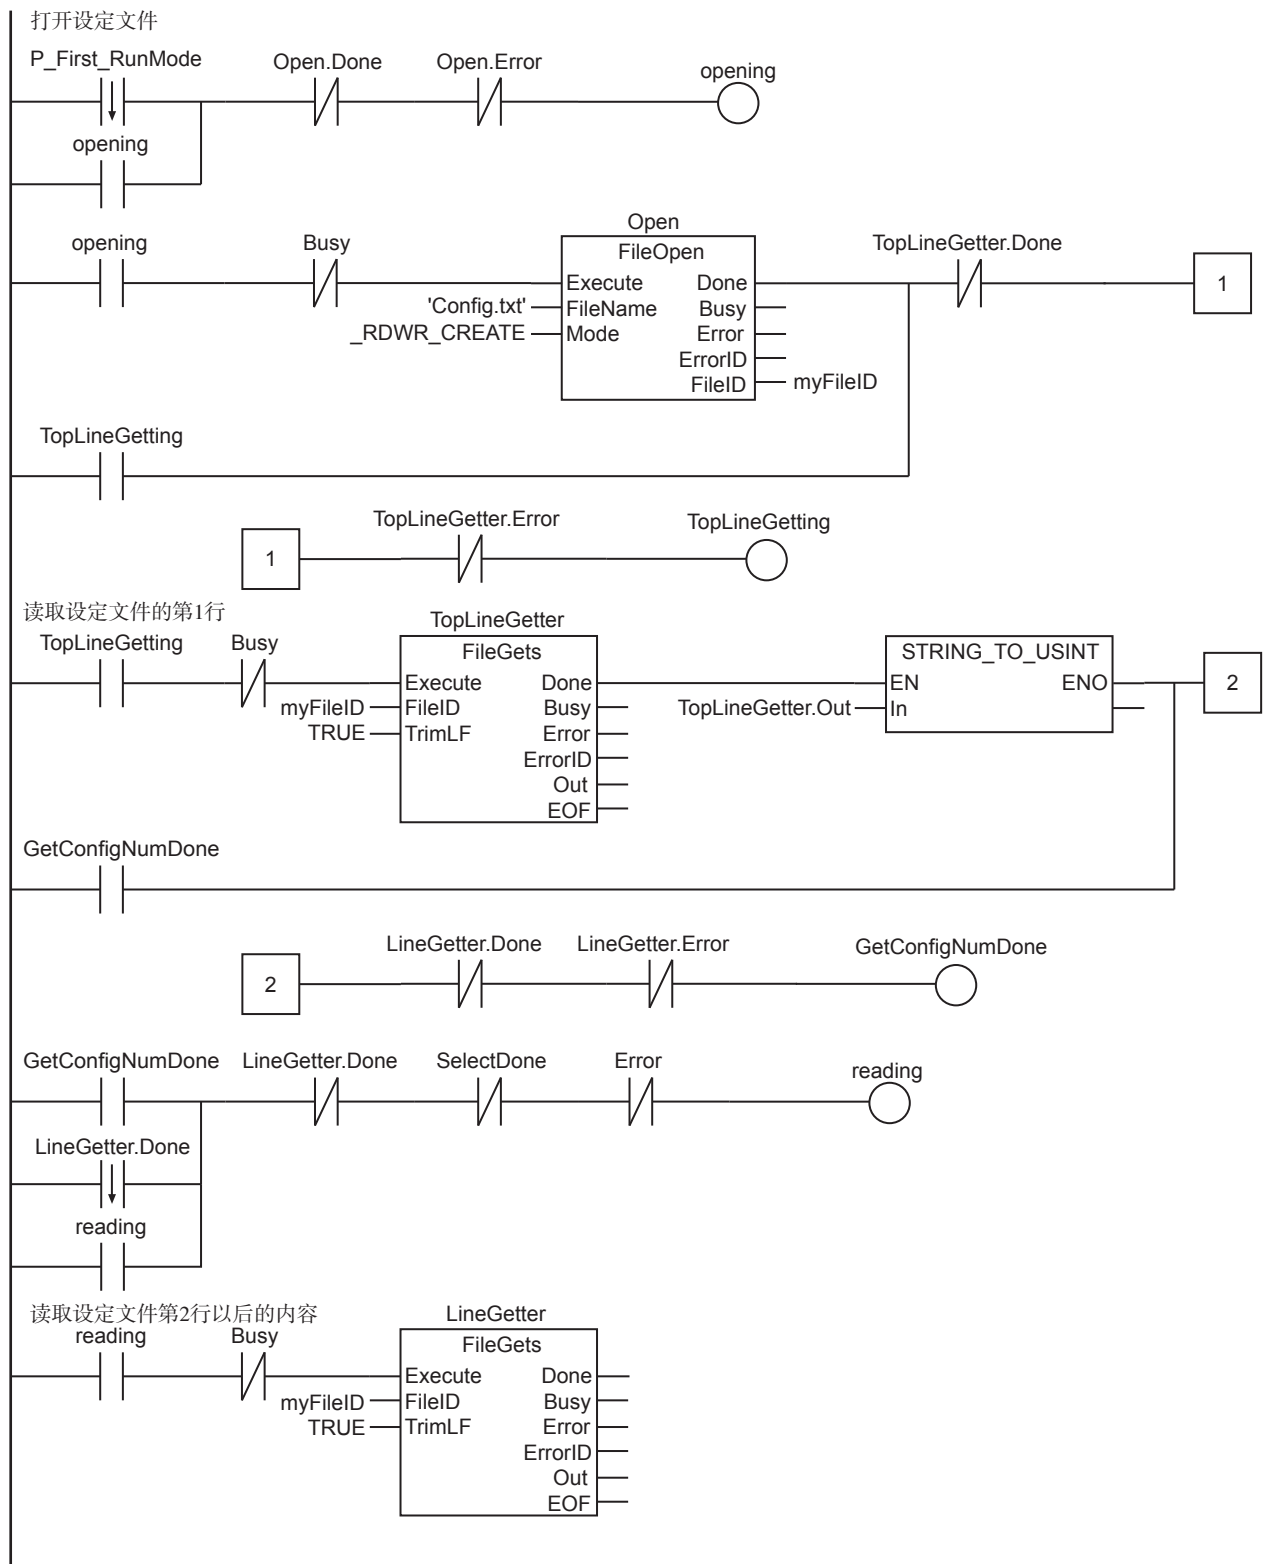 打开设定文件
P_First_RunMode
Open.Done
Open.Error
opening
opening
opening
Busy
Open
FileOpen
TopLineGetter.Done
Execute
Done
1
'Config.txt'
FileName
Busy
_RDWR_CREATE
Mode
Error
ErrorID
FileID
myFileID
TopLineGetting
TopLineGetter.Error
TopLineGetting
1
读取设定文件的第1行
TopLineGetting
Busy
TopLineGetter
FileGets
STRING_TO_USINT
Execute
Done
EN
ENO
2
myFileID
FileID
Busy
TopLineGetter.Out
In
TRUE
TrimLF
Error
ErrorID
Out
EOF
GetConfigNumDone
LineGetter.Done
LineGetter.Error
GetConfigNumDone
2
GetConfigNumDone
LineGetter.Done
SelectDone
Error
reading
LineGetter.Done
reading
读取设定文件第2行以后的内容
reading
Busy
LineGetter
FileGets
Execute
Done
myFileID
FileID
Busy
TRUE
TrimLF
Error
ErrorID
Out
EOF